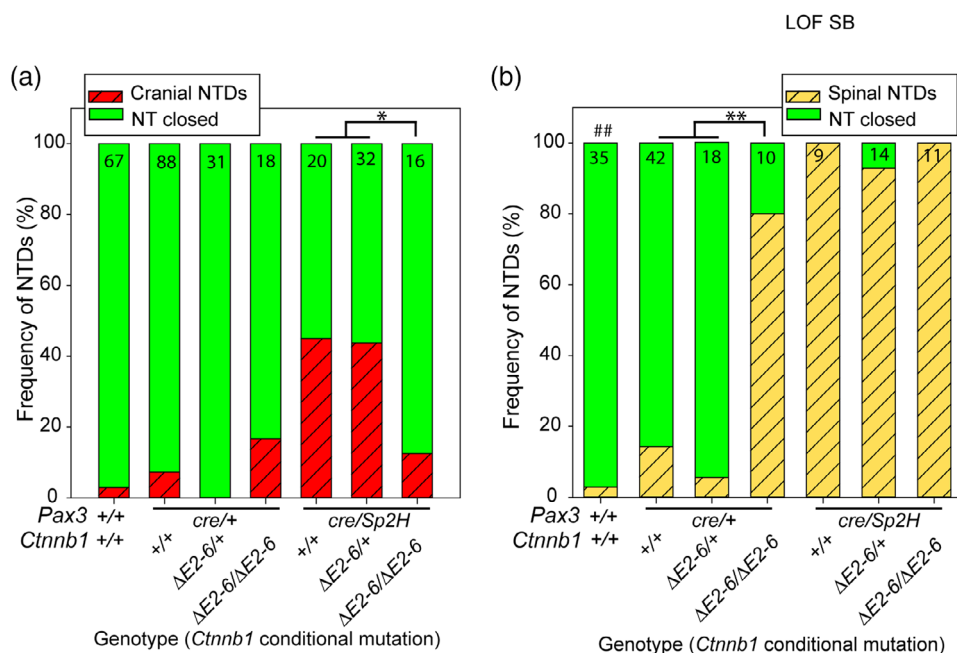 LOF SB
(a)
Cranial NTDs
NT closed
*
100
80
60
40
20
0
Frequency of NTDs (%)
67
88
31
18
20
32
16
Pax3 +/+ cre/+ cre/Sp2H
Ctnnb1 +/+ +/+ ΔE2-6/+ ΔE2-6/ΔE2-6 +/+ ΔE2-6/+ ΔE2-6/ΔE2-6
Genotype (Ctnnb1 conditional mutation)
(b)
Spinal NTDs
NT closed
##
**
100
80
60
40
20
0
Frequency of NTDs (%)
35
42
18
10
9
14
11
Pax3 +/+ cre/+ cre/Sp2H
Ctnnb1 +/+ +/+ ΔE2-6/+ ΔE2-6/ΔE2-6 +/+ ΔE2-6/+ ΔE2-6/ΔE2-6
Genotype (Ctnnb1 conditional mutation)